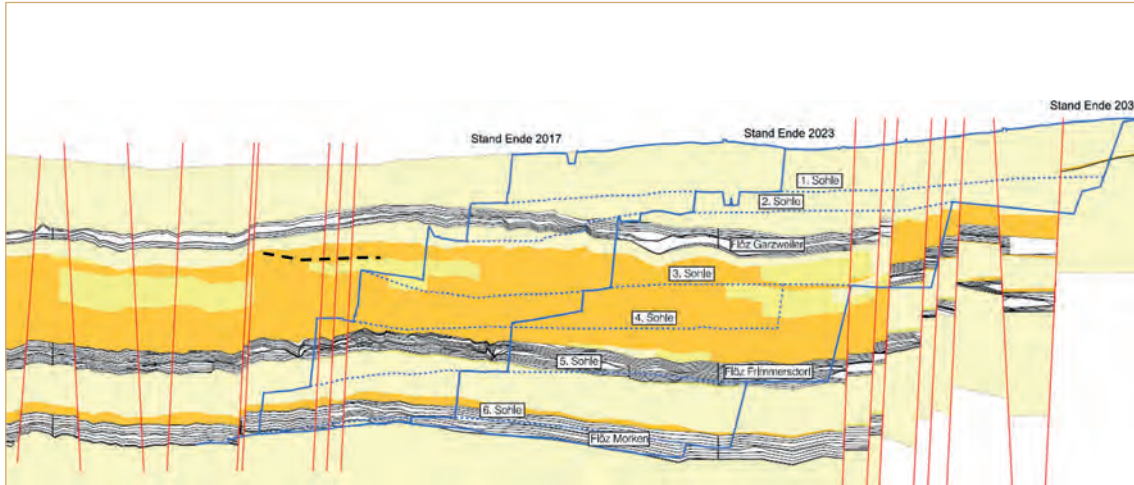 Stand Ende 203
Stand Ende 2017
Stand Ende 2023
1. Sohle
2. Sohle
Flöz Garzweiler
3. Sohle
4. Sohle
5. Sohle
Flöz Frimmersdorf
6. Sohle
Flöz Morken